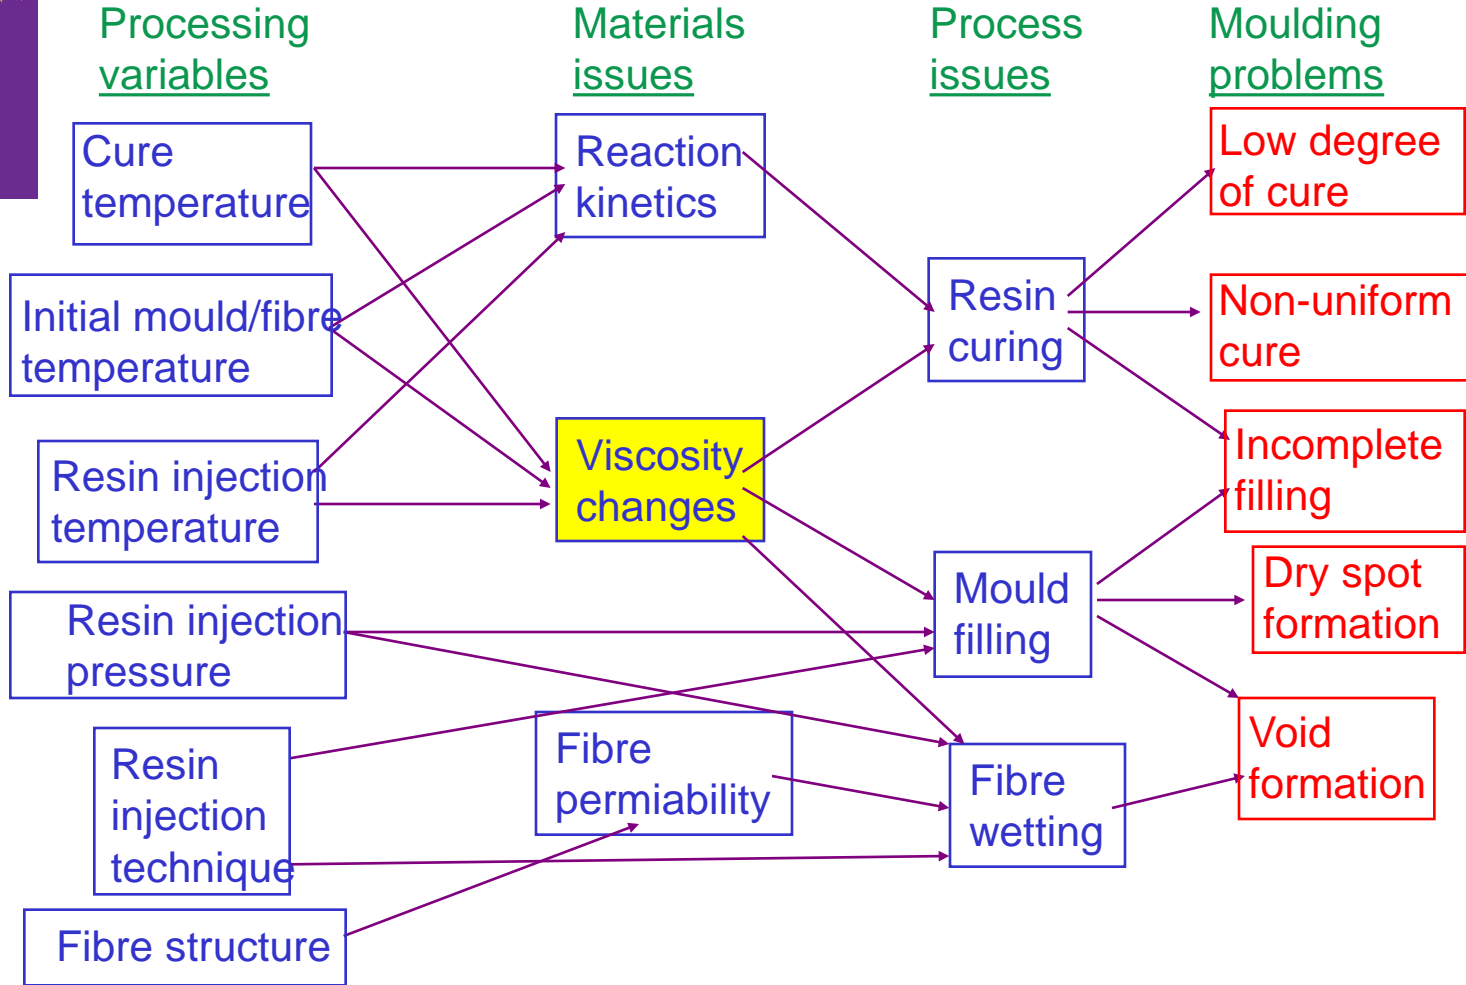 Processing
variables
Materials
issues
Process
issues
Moulding
problems
Cure
temperature
Initial mould/fibre
temperature
Resin injection
temperature
Resin injection
pressure
Resin
injection
technique
Fibre structure
Reaction
kinetics
Viscosity
changes
Fibre
permiability
Resin
curing
Mould
filling
Fibre
wetting
Low degree
of cure
Non-uniform
cure
Incomplete
filling
Dry spot
formation
Void
formation